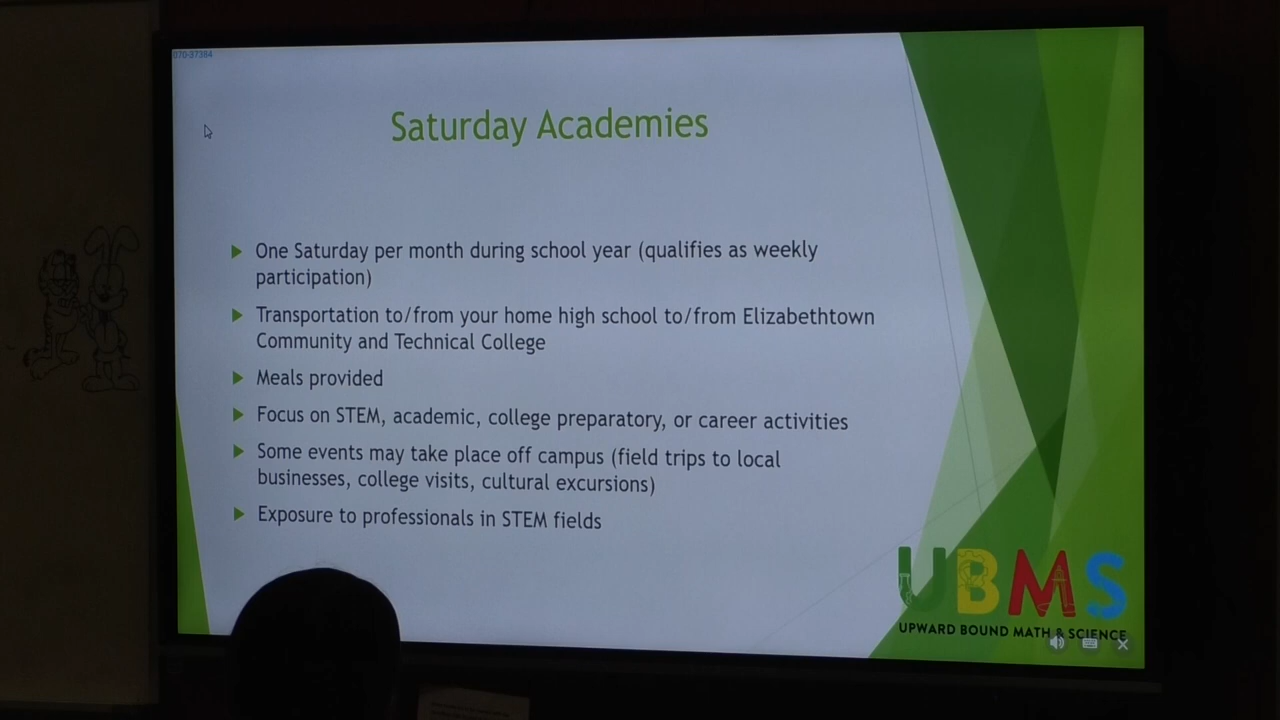 070-37384
Saturday Academies
One Saturday per month during school year (qualifies as weekly
participation)
Transportation to/from your home high school to/from Elizabethtown
Community and Technical College
Meals provided
Focus on STEM, academic, college preparatory, or career activities
Some events may take place off campus (field trips to local
businesses, college visits, cultural excursions)
Exposure to professionals in STEM fields
UBMS
UPWARD BOUND MATH & SCIENCE